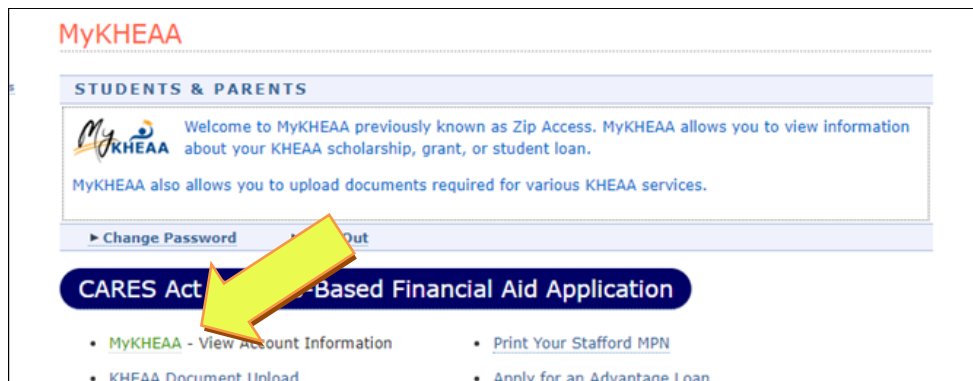 MyKHEAA
s
STUDENTS & PARENTS
My KHEAA
Welcome to MyKHEAA previously known as Zip Access. MyKHEAA allows you to view information
about your KHEAA scholarship, grant, or student loan.
MyKHEAA also allows you to upload documents required for various KHEAA services.
Change Password
Out
CARES Act -Based Financial Aid Application
MyKHEAA - View Account Information
Print Your Stafford MPN
KHEAA Document Upload
Apply for an Advantage Loan